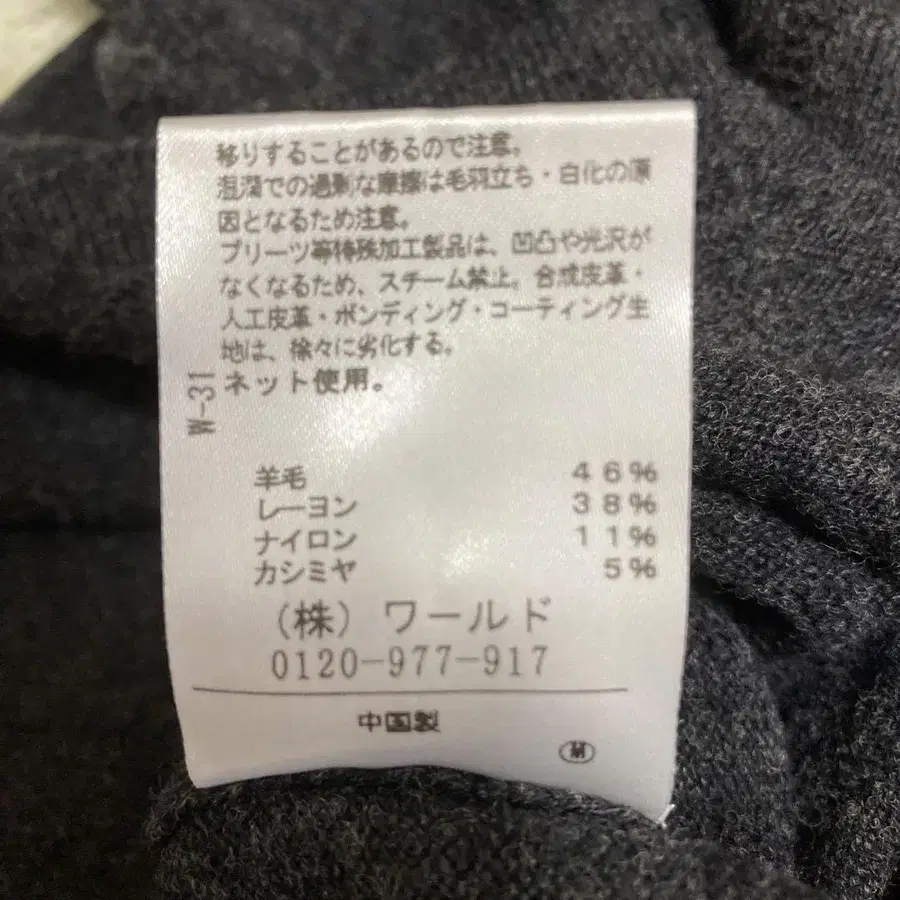 移りすることがあるので注意。
湿潤での過剰な摩擦は毛羽立ち・白化の原
因となるため注意。
プリーツ等特殊加工製品は、凹凸や光沢が
なくなるため、スチーム禁止。合成皮革・
人工皮革・ボンディング・コーティング生
地は、徐々に劣化する。
ネット使用。
W-31
羊毛 46%
レーヨン 38%
ナイロン 11%
カシミヤ 5%
(株) ワールド
0120-977-917
中国製